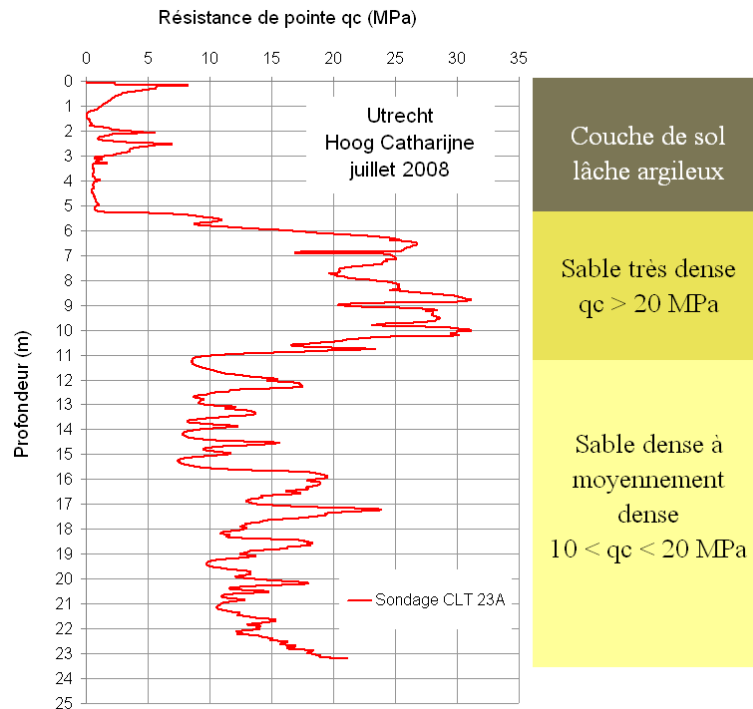 Résistance de pointe qc (MPa)
0 5 10 15 20 25 30 35
0
1
2
3
4
5
6
7
8
9
10
11
12
13
14
15
16
17
18
19
20
21
22
23
24
25
Profondeur (m)
Utrecht
Hoog Catharijne
juillet 2008
Sondage CLT 23A
Couche de sol
lâche argileux
Sable très dense
qc > 20 MPa
Sable dense à
moyennement
dense
10 < qc < 20 MPa